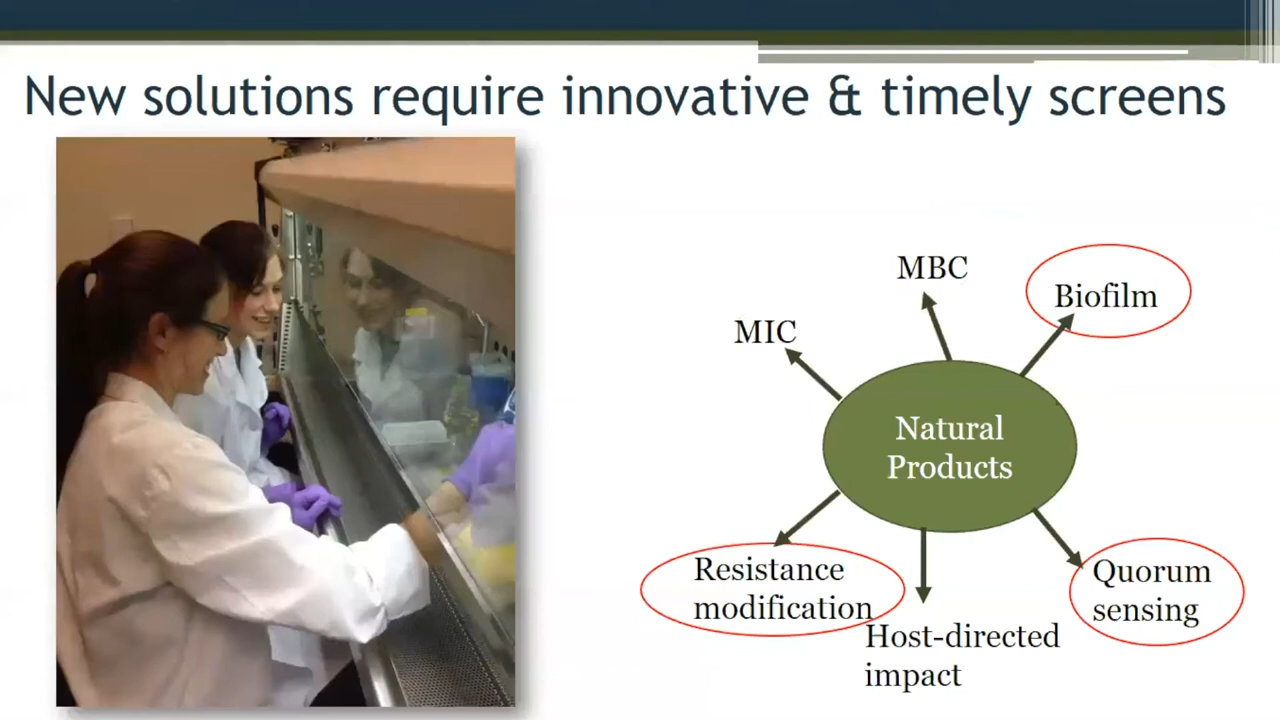 New solutions require innovative & timely screens
MBC
Biofilm
MIC
Natural
Products
Resistance
modification
Quorum
sensing
Host-directed
impact